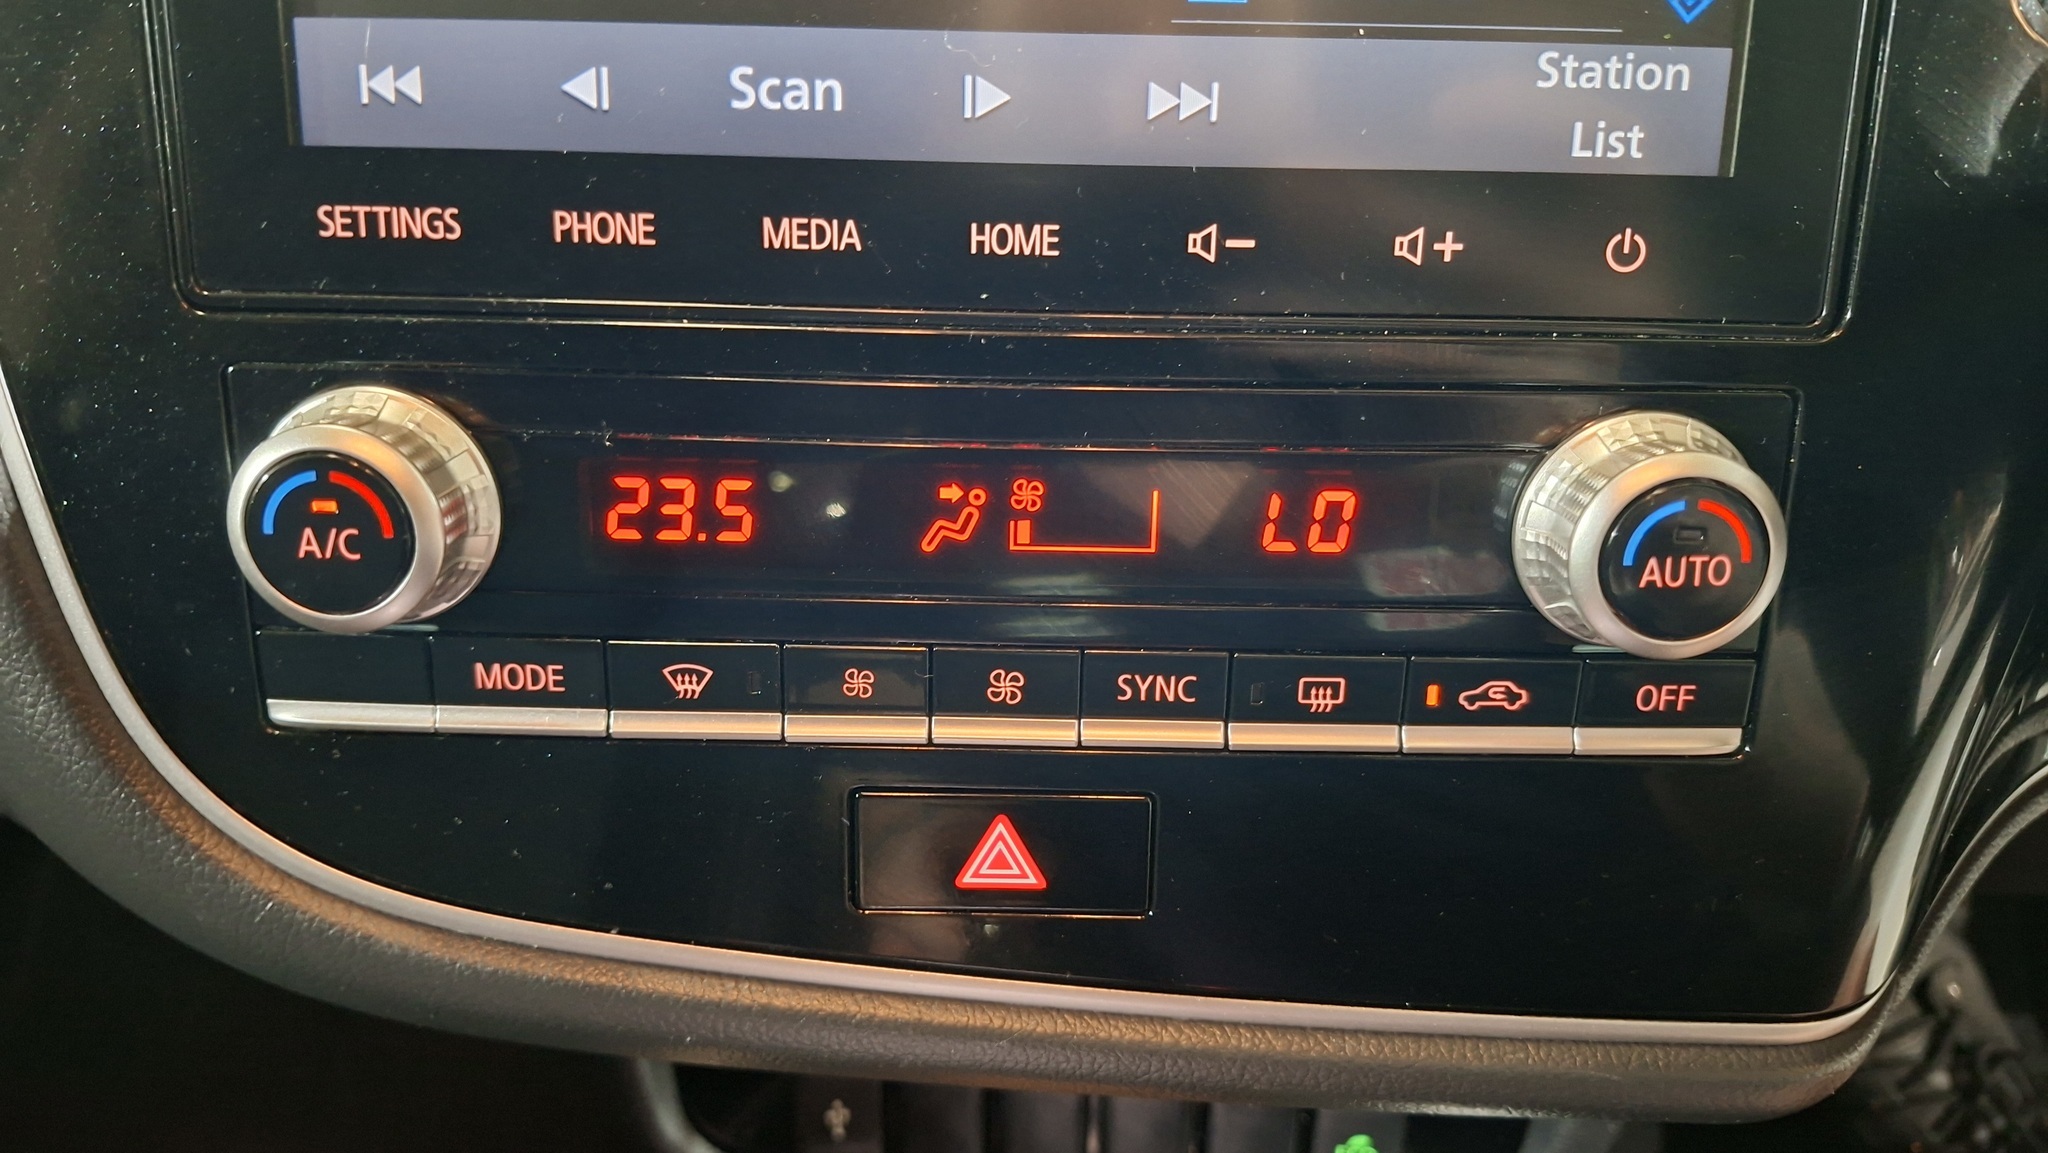 Scan
Station
List
SETTINGS PHONE MEDIA HOME
23.5 LO
A/C
AUTO
MODE SYNC OFF